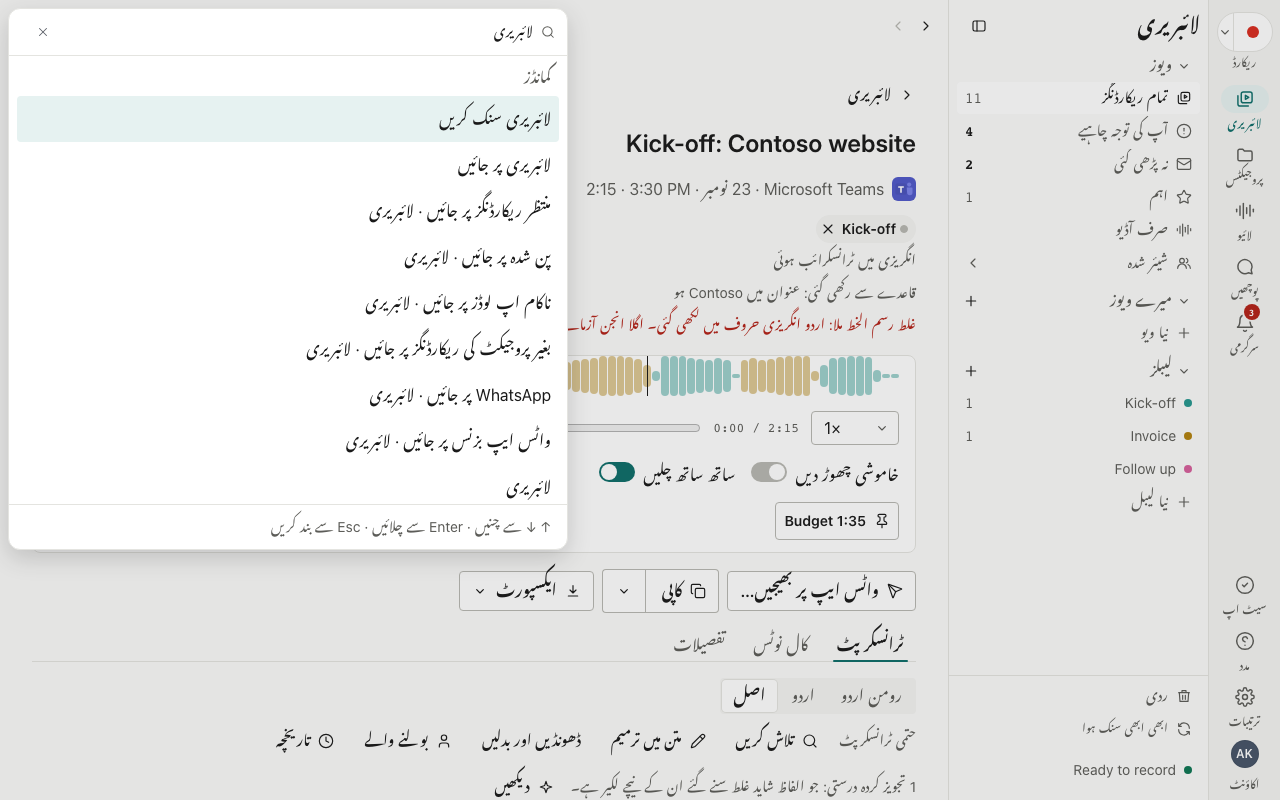 ریکارڈ
لائبریری
پروجیکٹس
لائیو
پوچھیں
3
سرگرمی
سیٹ اپ
مدد
ترتیبات
AK
اکاؤنٹ
لائبریری
ویوز
تمام ریکارڈنگز 11
آپ کی توجہ چاہیے 4
نہ پڑھی گئی 2
اہم 1
صرف آڈیو
شیئر شدہ
میرے ویوز
نیا ویو
لیبلز
Kick-off 1
Invoice 1
Follow up
نیا لیبل
ردی
ابھی ابھی سنک ہوا
Ready to record
لائبریری
Kick-off: Contoso website
Microsoft Teams · 23 نومبر · 3:30 PM · 2:15
Kick-off
انگریزی میں ٹرانسکرائب ہوئی
قاعدے سے رکھی گئی: عنوان میں Contoso ہو
غلط رسم الخط ملا: اردو انگریزی حروف میں لکھی گئی۔ اگلا انجن آزمائے
0:00 / 2:15 1×
خاموشی چھوڑ دیں ساتھ ساتھ چلیں
Budget 1:35
واٹس ایپ پر بھیجیں... کاپی ایکسپورٹ
ٹرانسکرپٹ کال نوٹس تفصیلات
رومن اردو اردو اصل
حتمی ٹرانسکرپٹ تلاش کریں متن میں ترمیم ڈھونڈیں اور بدلیں بولنے والے تاریخچہ
1 تجویز کردہ درستی: جو الفاظ شاید غلط سنے گئے ان کے نیچے لکیر ہے۔ دیکھیں
لائبریری
کمانڈز
لائبریری سنک کریں
لائبریری پر جائیں
منتظر ریکارڈنگز پر جائیں · لائبریری
پن شدہ پر جائیں · لائبریری
ناکام اپ لوڈز پر جائیں · لائبریری
بغیر پروجیکٹ کی ریکارڈنگز پر جائیں · لائبریری
WhatsApp پر جائیں · لائبریری
واٹس ایپ بزنس پر جائیں · لائبریری
لائبریری
↑ ↓ سے چنیں · Enter سے چلائیں · Esc سے بند کریں